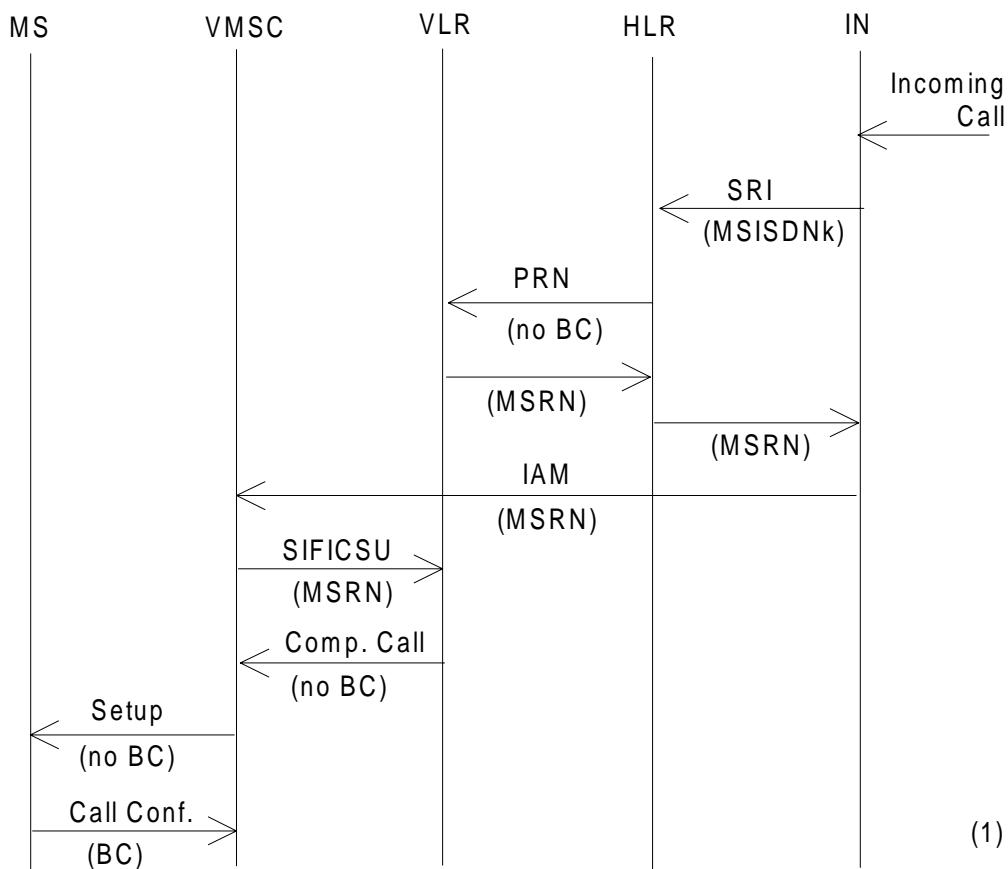 MS VMSC VLR HLR IN
Incoming
Call
SRI
(MSISDNk)
PRN
(no BC)
(MSRN)
(MSRN)
IAM
(MSRN)
SIFICSU
(MSRN)
Comp. Call
(no BC)
Setup
(no BC)
Call Conf.
(BC)
(1)